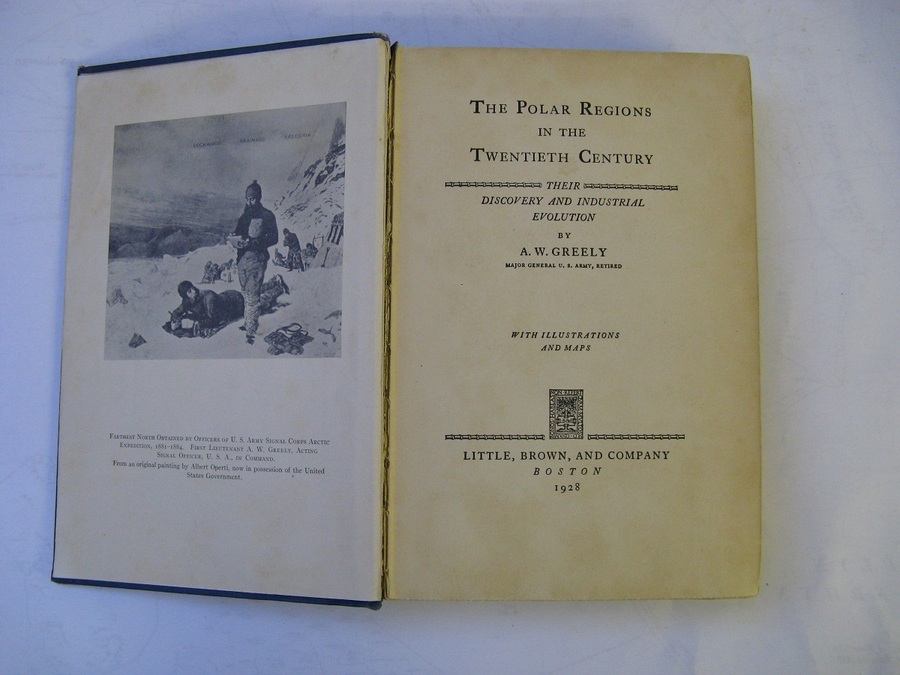 LOCKWOOD BRAINARD
FARTHEST NORTH OBTAINED BY OFFICERS OF U. S. ARMY SIGNAL CORPS ARCTIC
EXPEDITION, 1881-1884. FIRST LIEUTENANT A. W. GREELY, ACTING
SIGNAL OFFICER, U. S. A., IN COMMAND.
From an original painting by Albert Operti, now in possession of the United
States Government.
THE POLAR REGIONS
IN THE
TWENTIETH CENTURY
THEIR
DISCOVERY AND INDUSTRIAL
EVOLUTION
BY
A. W. GREELY
MAJOR GENERAL U. S. ARMY, RETIRED
WITH ILLUSTRATIONS
AND MAPS
LITTLE, BROWN, AND COMPANY
BOSTON
1928